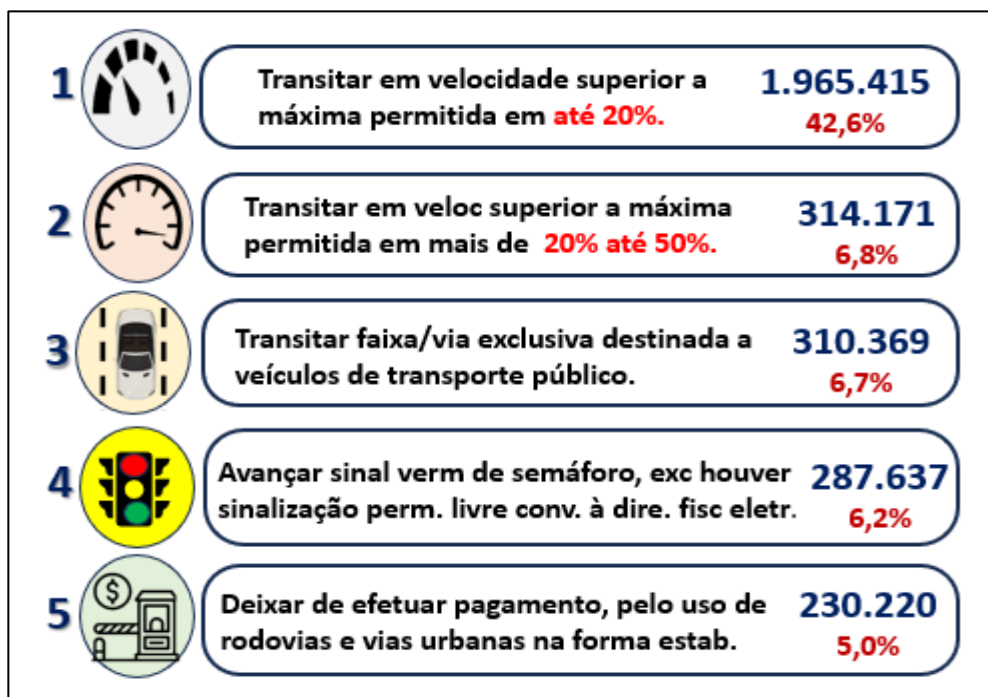 1
Transitar em velocidade superior a
máxima permitida em até 20%.
1.965.415
42,6%
2
Transitar em veloc superior a máxima
permitida em mais de 20% até 50%.
314.171
6,8%
3
Transitar faixa/via exclusiva destinada a
veículos de transporte público.
310.369
6,7%
4
Avançar sinal verm de semáforo, exc houver
sinalização perm. livre conv. à dire. fisc eletr.
287.637
6,2%
5
$
Deixar de efetuar pagamento, pelo uso de
rodovias e vias urbanas na forma estab.
230.220
5,0%